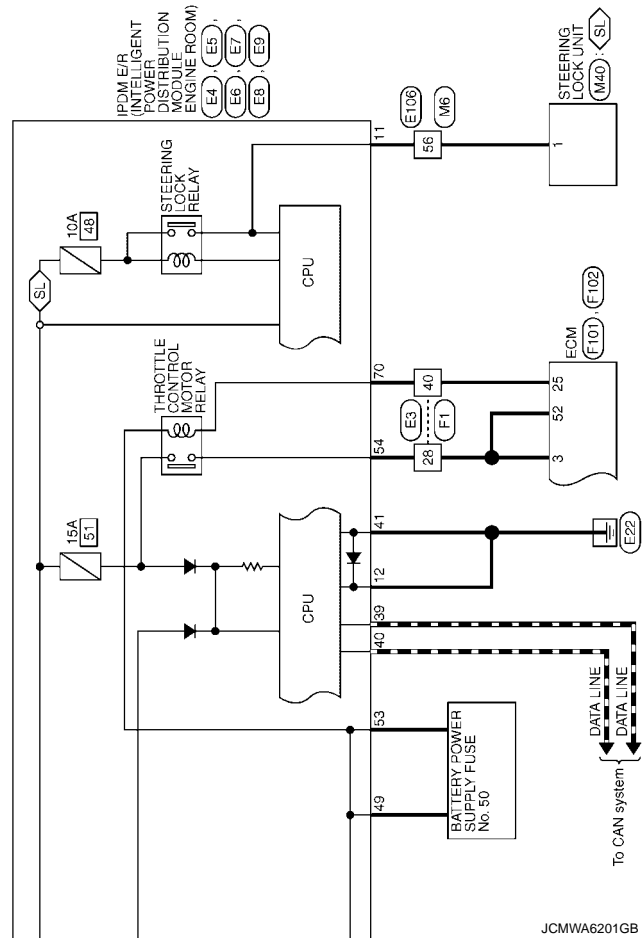 IPDM E/R
(INTELLIGENT
POWER
DISTRIBUTION
MODULE
ENGINE ROOM)
E4 , E5 ,
E6 , E7 ,
E8 , E9
SL
10A
48
STEERING
LOCK
RELAY
CPU
11
E106
56
M6
STEERING
LOCK UNIT
M40 : SL
1
15A
51
THROTTLE
CONTROL
MOTOR
RELAY
CPU
70
54
E3
40
28
F1
ECM
F101 , F102
25
52
3
41
12
E22
39
40
DATA LINE
DATA LINE
To CAN system
53
49
BATTERY POWER
SUPPLY FUSE
No. 50
JCMWA6201GB